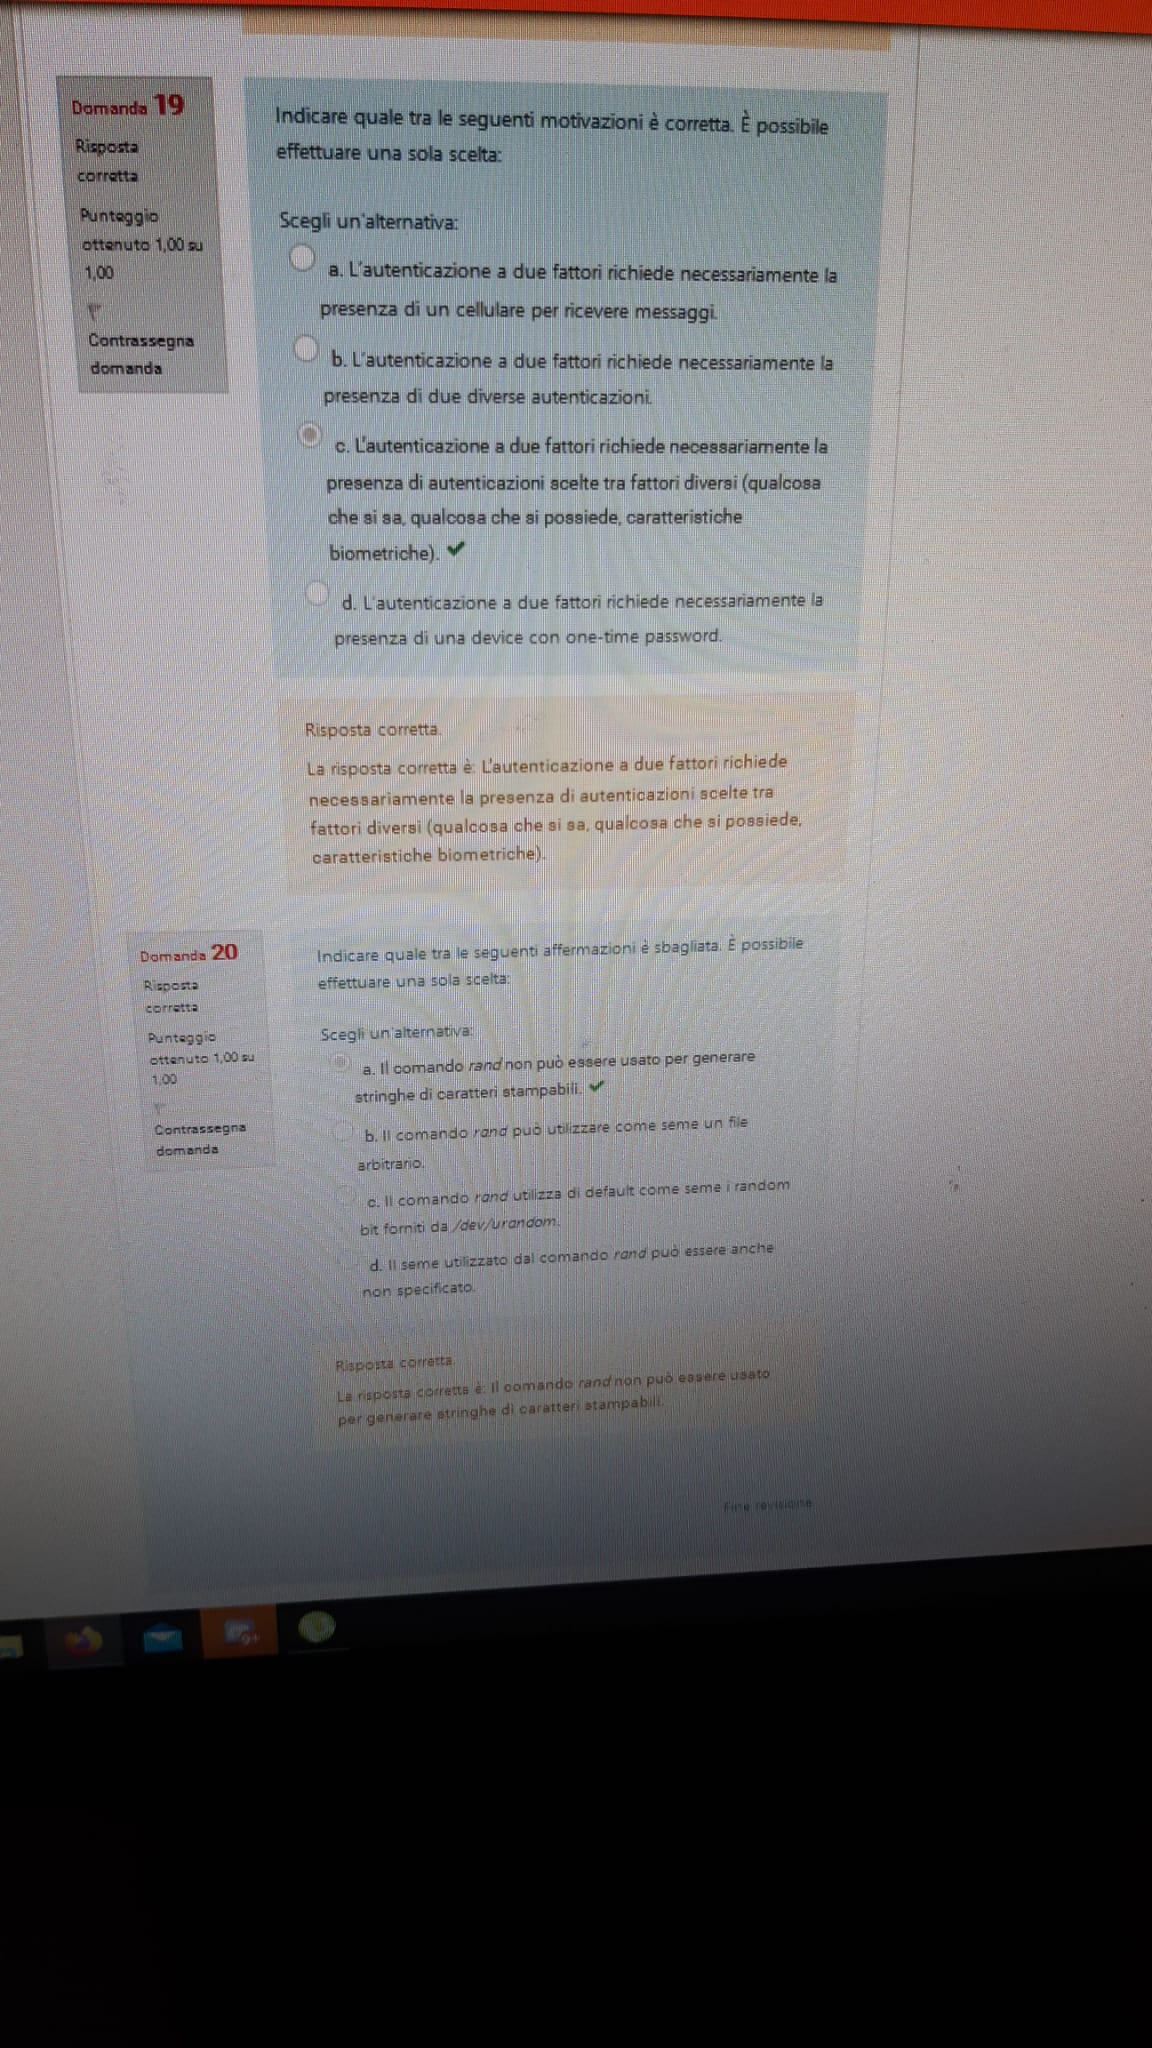 Domanda 19
Risposta
corretta
Punteggio
ottenuto 1,00 su
1,00
Contrassegna
domanda
Indicare quale tra le seguenti motivazioni è corretta. È possibile
effettuare una sola scelta:
Scegli un'alternativa:
a. L'autenticazione a due fattori richiede necessariamente la
presenza di un cellulare per ricevere messaggi.
b. L'autenticazione a due fattori richiede necessariamente la
presenza di due diverse autenticazioni.
c. L'autenticazione a due fattori richiede necessariamente la
presenza di autenticazioni scelte tra fattori diversi (qualcosa
che si sa, qualcosa che si possiede, caratteristiche
biometriche).
d. L'autenticazione a due fattori richiede necessariamente la
presenza di una device con one-time password.
Risposta corretta.
La risposta corretta è: L'autenticazione a due fattori richiede
necessariamente la presenza di autenticazioni scelte tra
fattori diversi (qualcosa che si sa, qualcosa che si possiede,
caratteristiche biometriche).
Domanda 20
Risposta
corretta
Punteggio
ottenuto 1,00 su
1,00
Contrassegna
domanda
Indicare quale tra le seguenti affermazioni è sbagliata. È possibile
effettuare una sola scelta:
Scegli un'alternativa:
a. Il comando rand non può essere usato per generare
stringhe di caratteri stampabili.
b. Il comando rand può utilizzare come seme un file
arbitrario.
c. Il comando rand utilizza di default come seme i random
bit forniti da /dev/urandom.
d. Il seme utilizzato dal comando rand può essere anche
non specificato.
Risposta corretta.
La risposta corretta è: Il comando rand non può essere usato
per generare stringhe di caratteri stampabili.
Fine revisione
9+